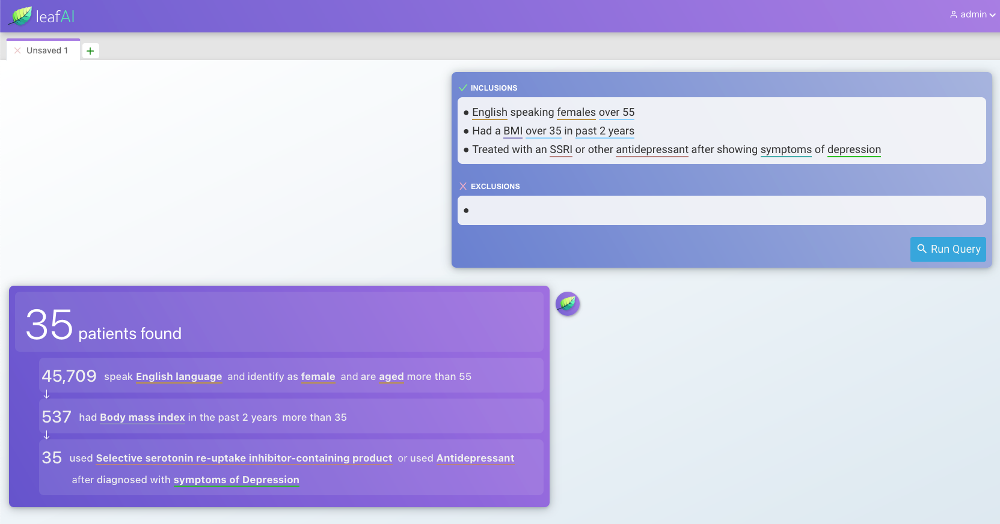 leafAI
admin
Unsaved 1
INCLUSIONS
● English speaking females over 55
● Had a BMI over 35 in past 2 years
● Treated with an SSRI or other antidepressant after showing symptoms of depression
EXCLUSIONS
●
Run Query
35 patients found
45,709 speak English language and identify as female and are aged more than 55
537 had Body mass index in the past 2 years more than 35
35 used Selective serotonin re-uptake inhibitor-containing product or used Antidepressant
after diagnosed with symptoms of Depression